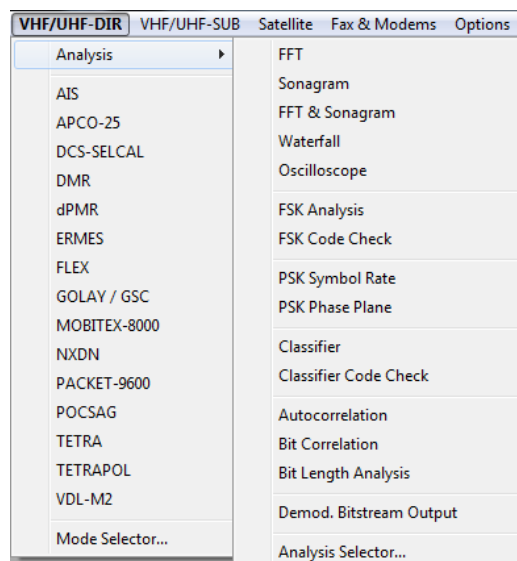 VHF/UHF-DIR VHF/UHF-SUB Satellite Fax & Modems Options
Analysis
AIS
APCO-25
DCS-SELCAL
DMR
dPMR
ERMES
FLEX
GOLAY / GSC
MOBITEX-8000
NXDN
PACKET-9600
POCSAG
TETRA
TETRAPOL
VDL-M2
Mode Selector...
FFT
Sonagram
FFT & Sonagram
Waterfall
Oscilloscope
FSK Analysis
FSK Code Check
PSK Symbol Rate
PSK Phase Plane
Classifier
Classifier Code Check
Autocorrelation
Bit Correlation
Bit Length Analysis
Demod. Bitstream Output
Analysis Selector...